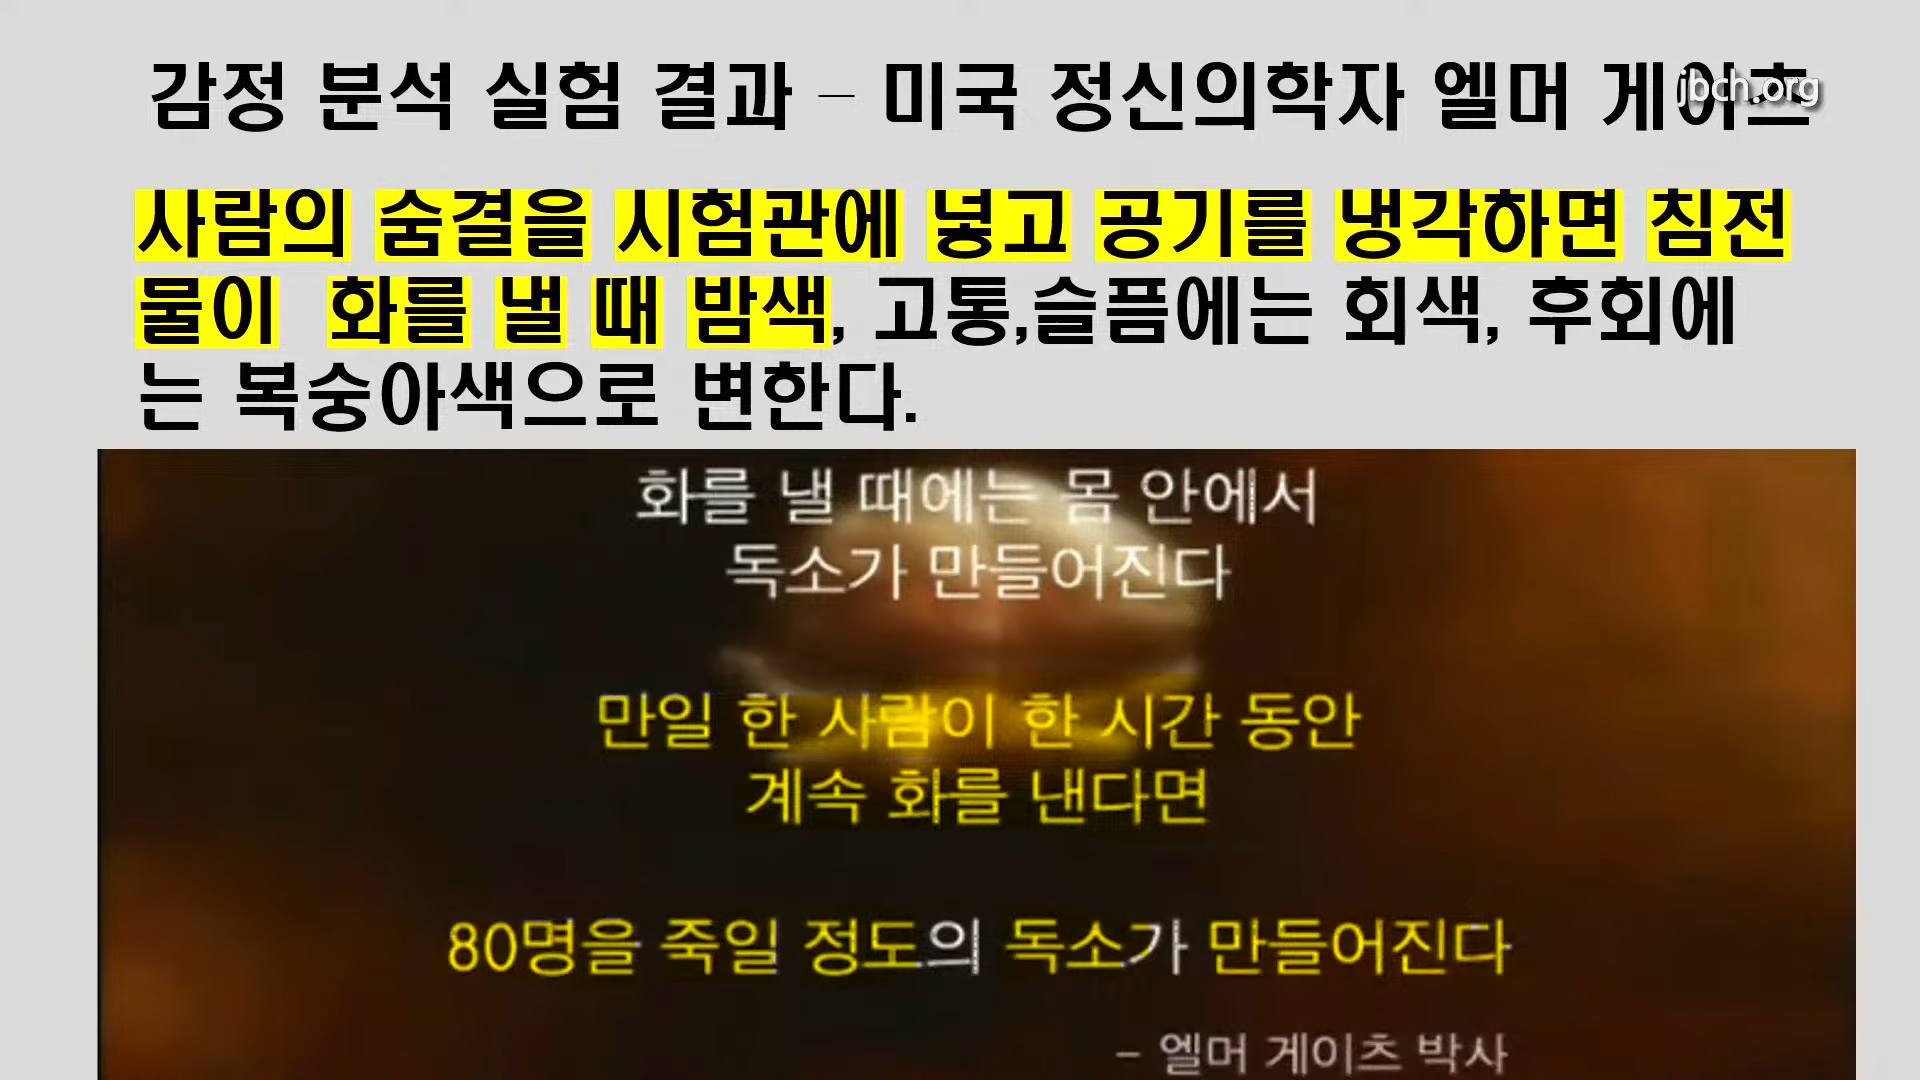 감정 분석 실험 결과 – 미국 정신의학자 엘머 게이츠
jbch.org
사람의 숨결을 시험관에 넣고 공기를 냉각하면 침전
물이 화를 낼 때 밤색, 고통,슬픔에는 회색, 후회에
는 복숭아색으로 변한다.
화를 낼 때에는 몸 안에서
독소가 만들어진다
만일 한 사람이 한 시간 동안
계속 화를 낸다면
80명을 죽일 정도의 독소가 만들어진다
– 엘머 게이츠 박사